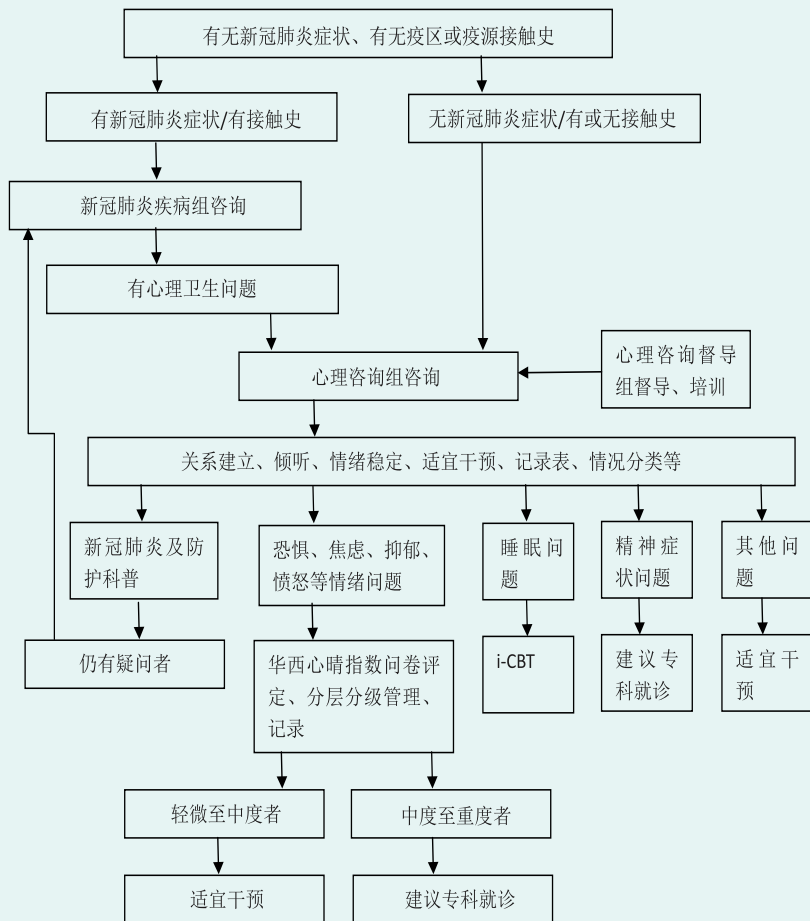 有无新冠肺炎症状、有无疫区或疫源接触史
有新冠肺炎症状/有接触史
无新冠肺炎症状/有或无接触史
新冠肺炎疾病组咨询
有心理卫生问题
心理咨询组咨询
心理咨询督导
组督导、培训
关系建立、倾听、情绪稳定、适宜干预、记录表、情况分类等
新冠肺炎及防
护科普
恐惧、焦虑、抑郁、
愤怒等情绪问题
睡眠问
题
精神症
状问题
其他问
题
仍有疑问者
华西心晴指数问卷评
定、分层分级管理、
记录
i-CBT
建议专
科就诊
适宜干
预
轻微至中度者
中度至重度者
适宜干预
建议专科就诊